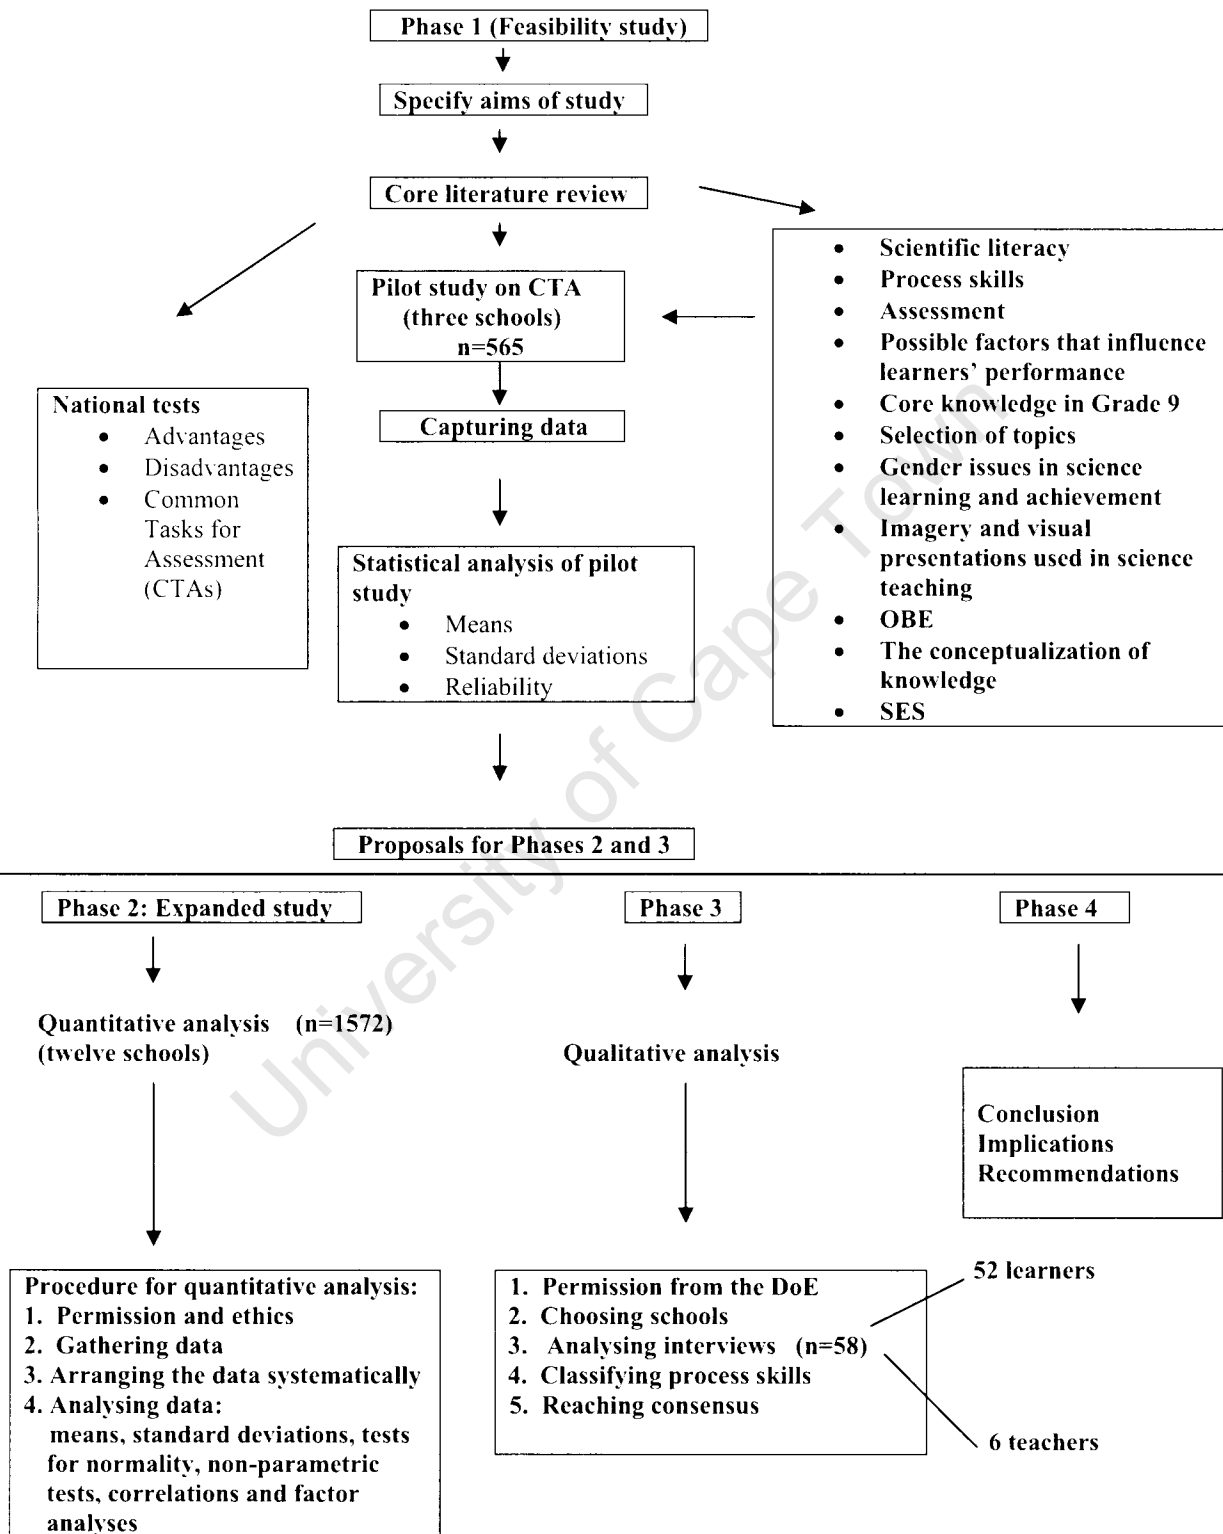 Phase 1 (Feasibility study)
Specify aims of study
Core literature review
Pilot study on CTA
(three schools)
n=565
Capturing data
National tests
• Advantages
• Disadvantages
• Common
Tasks for
Assessment
(CTAs)
Statistical analysis of pilot
study
• Means
• Standard deviations
• Reliability
• Scientific literacy
• Process skills
• Assessment
• Possible factors that influence
learners' performance
• Core knowledge in Grade 9
• Selection of topics
• Gender issues in science
learning and achievement
• Imagery and visual
presentations used in science
teaching
• OBE
• The conceptualization of
knowledge
• SES
Proposals for Phases 2 and 3
Phase 2: Expanded study
Quantitative analysis (n=1572)
(twelve schools)
Procedure for quantitative analysis:
1. Permission and ethics
2. Gathering data
3. Arranging the data systematically
4. Analysing data:
means, standard deviations, tests
for normality, non-parametric
tests, correlations and factor
analyses
Phase 3
Qualitative analysis
1. Permission from the DoE
2. Choosing schools
3. Analysing interviews (n=58)
4. Classifying process skills
5. Reaching consensus
52 learners
6 teachers
Phase 4
Conclusion
Implications
Recommendations
University of Cape Town